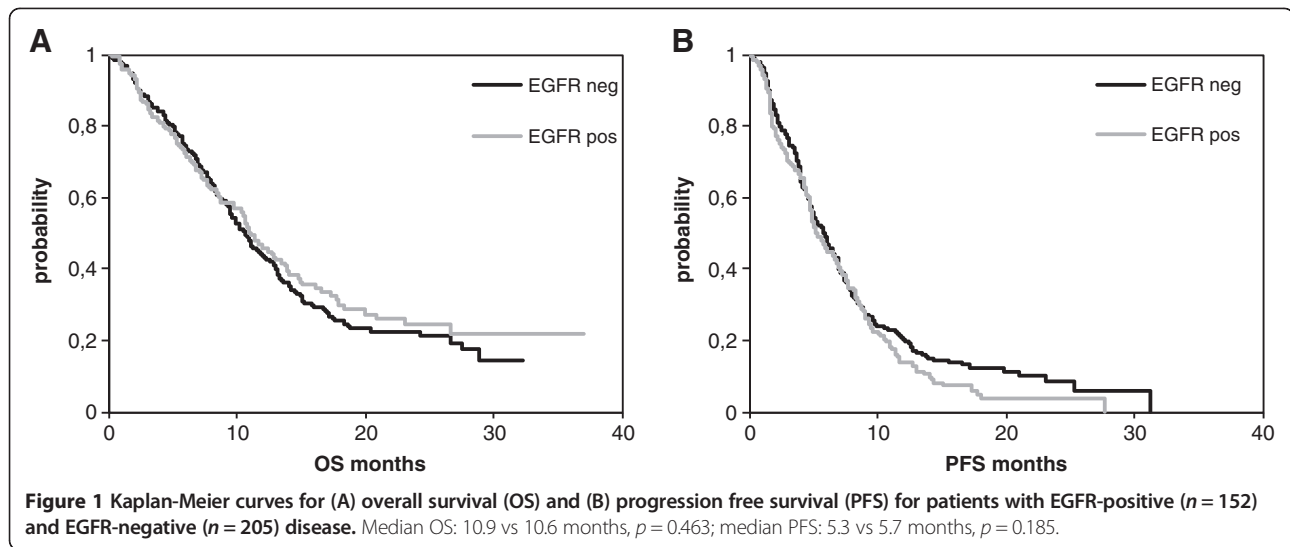 A
1
0,8
0,6
0,4
0,2
0
probability
0 10 20 30 40
OS months
EGFR neg
EGFR pos
B
1
0,8
0,6
0,4
0,2
0
probability
0 10 20 30 40
PFS months
EGFR neg
EGFR pos
Figure 1 Kaplan-Meier curves for (A) overall survival (OS) and (B) progression free survival (PFS) for patients with EGFR-positive (n = 152)
and EGFR-negative (n = 205) disease. Median OS: 10.9 vs 10.6 months, p = 0.463; median PFS: 5.3 vs 5.7 months, p = 0.185.